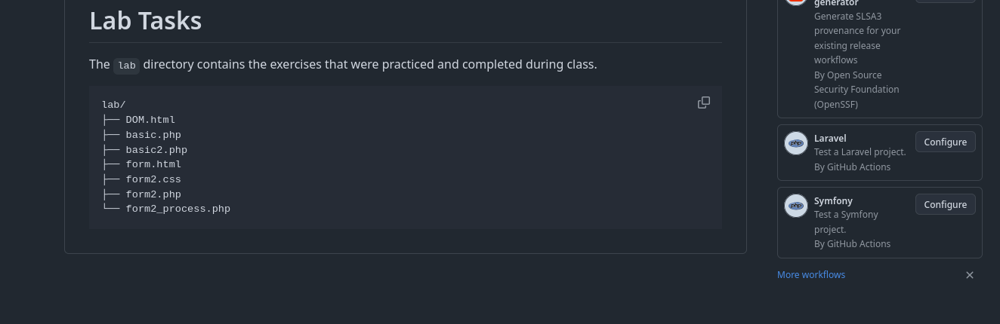 Lab Tasks
The lab directory contains the exercises that were practiced and completed during class.
lab/
├── DOM.html
├── basic.php
├── basic2.php
├── form.html
├── form2.css
├── form2.php
└── form2_process.php
generator
Generate SLSA3
provenance for your
existing release
workflows
By Open Source
Security Foundation
(OpenSSF)
php
Laravel
Configure
Test a Laravel project.
By GitHub Actions
php
Symfony
Configure
Test a Symfony
project.
By GitHub Actions
More workflows